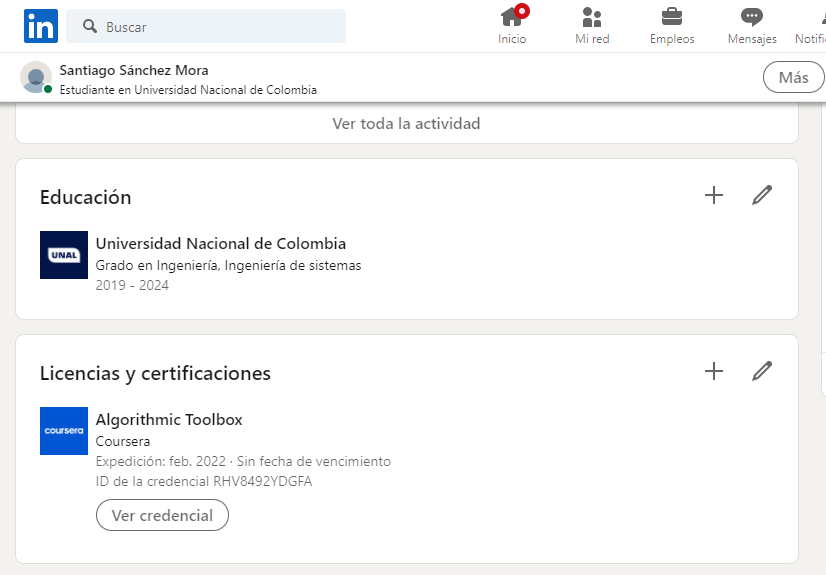 in
Buscar
Inicio
Mi red
Empleos
Mensajes
Notifi
Santiago Sánchez Mora
Estudiante en Universidad Nacional de Colombia
Más
Ver toda la actividad
Educación
UNAL
Universidad Nacional de Colombia
Grado en Ingeniería, Ingeniería de sistemas
2019 - 2024
Licencias y certificaciones
coursera
Algorithmic Toolbox
Coursera
Expedición: feb. 2022 · Sin fecha de vencimiento
ID de la credencial RHV8492YDGFA
Ver credencial